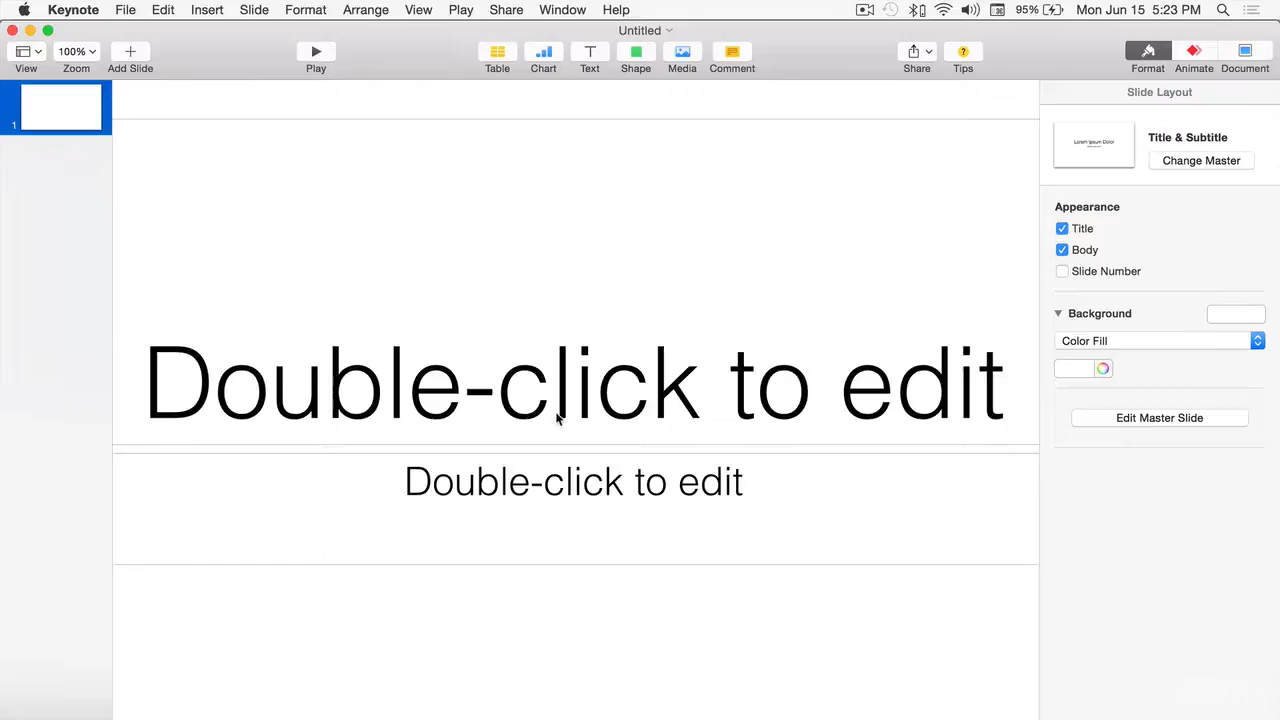 Keynote File Edit Insert Slide Format Arrange View Play Share Window Help 95% Mon Jun 15 5:23 PM
Untitled
100%
View Zoom Add Slide Play Table Chart Text Shape Media Comment Share Tips Format Animate Document
Slide Layout
1
Lorem Ipsum Dolor
Title & Subtitle
Change Master
Appearance
Title
Body
Slide Number
Background
Color Fill
Edit Master Slide
Double-click to edit
Double-click to edit